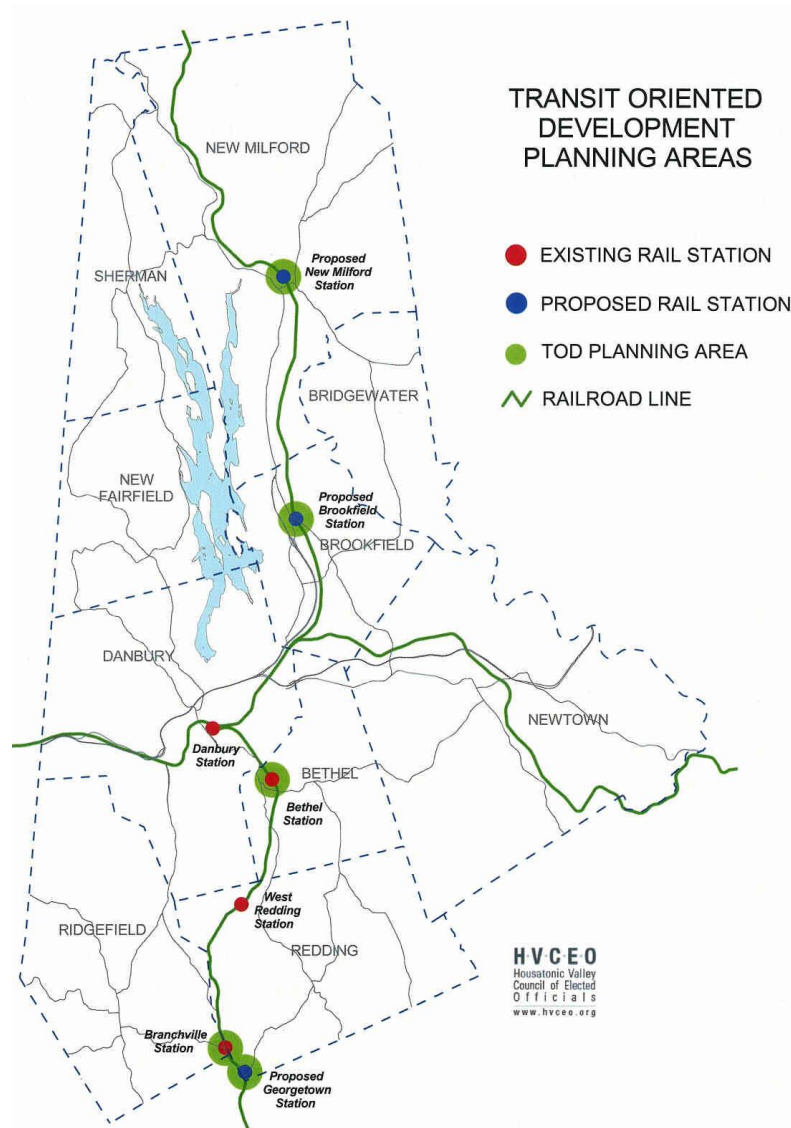 TRANSIT ORIENTED
DEVELOPMENT
PLANNING AREAS
EXISTING RAIL STATION
PROPOSED RAIL STATION
TOD PLANNING AREA
RAILROAD LINE
NEW MILFORD
Proposed
New Milford
Station
SHERMAN
BRIDGEWATER
NEW
FAIRFIELD
Proposed
Brookfield
Station
BROOKFIELD
DANBURY
NEWTOWN
Danbury
Station
BETHEL
Bethel
Station
West
Redding
Station
RIDGEFIELD
REDDING
Branchville
Station
Proposed
Georgetown
Station
H·V·C·E·O
Housatonic Valley
Council of Elected
Officials
www.hvceo.org